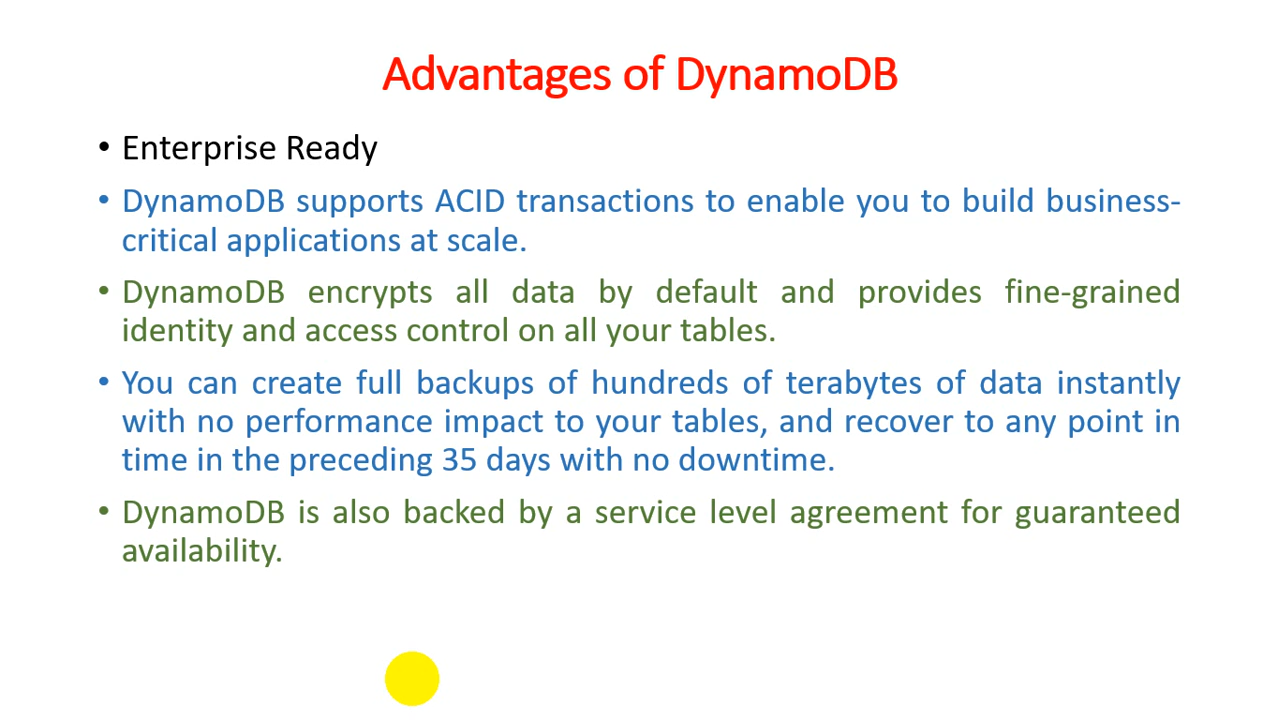 Advantages of DynamoDB
• Enterprise Ready
• DynamoDB supports ACID transactions to enable you to build business-
critical applications at scale.
• DynamoDB encrypts all data by default and provides fine-grained
identity and access control on all your tables.
• You can create full backups of hundreds of terabytes of data instantly
with no performance impact to your tables, and recover to any point in
time in the preceding 35 days with no downtime.
• DynamoDB is also backed by a service level agreement for guaranteed
availability.